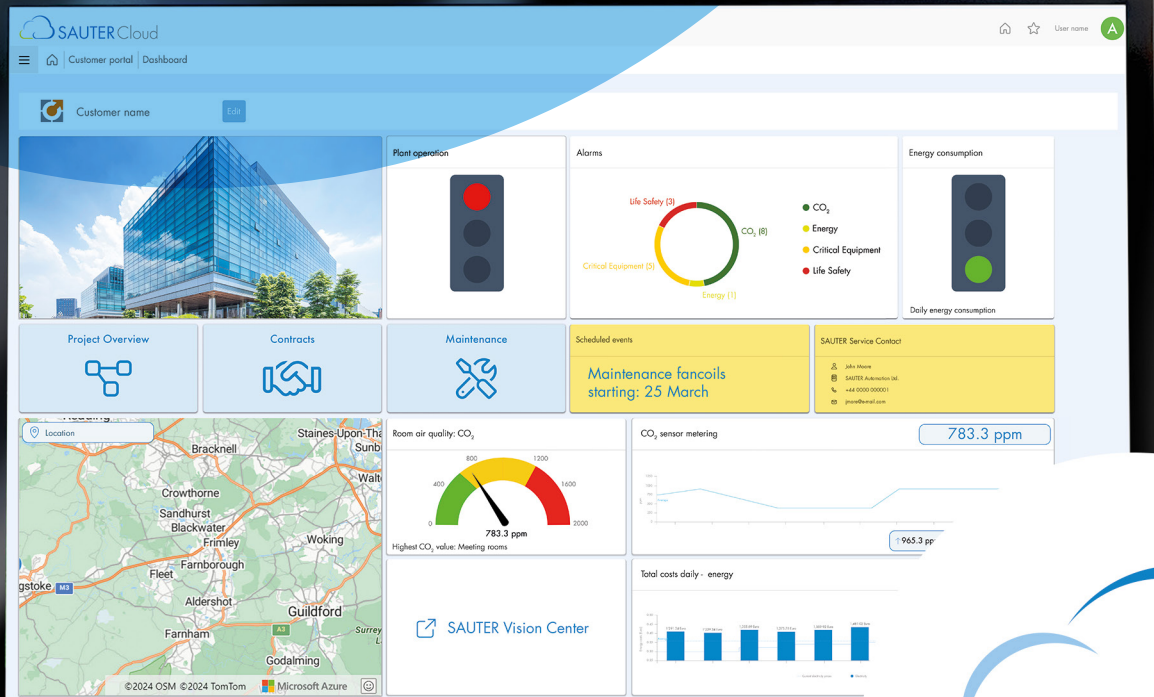 SAUTER Cloud
User name
A
Customer portal
Dashboard
Customer name
Edit
Plant operation
Alarms
Life Safety (3)
CO₂ (8)
Critical Equipment (5)
Energy (1)
CO₂
Energy
Critical Equipment
Life Safety
Energy consumption
Daily energy consumption
Project Overview
Contracts
Maintenance
Scheduled events
Maintenance fancoils
starting: 25 March
SAUTER Service Contact
John Moore
SAUTER Automation Ltd.
+44 0000 000001
Location
Staines-Upon-Tha
Bracknell
Sunb
Walt
Crowthorne
Sandhurst
Blackwater
Frimley
Woking
Farnborough
Fleet
gstoke
M3
Aldershot
Guildford
A3
Surrey
Farnham
Godalming
©2024 OSM ©2024 TomTom
Microsoft Azure
Room air quality: CO₂
0
400
800
1200
1600
2000
783.3 ppm
Highest CO₂ value: Meeting rooms
CO₂ sensor metering
783.3 ppm
965.3 pp
SAUTER Vision Center
Total costs daily - energy